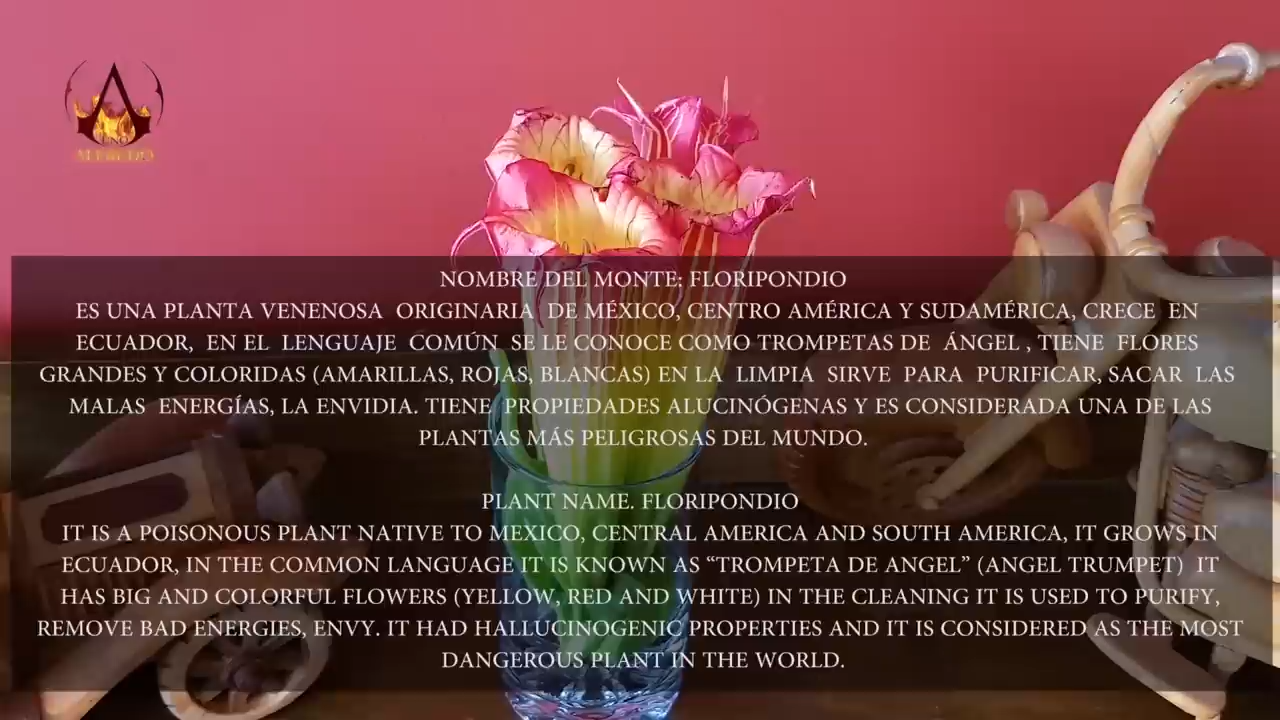 NOMBRE DEL MONTE: FLORIPONDIO
ES UNA PLANTA VENENOSA ORIGINARIA DE MÉXICO, CENTRO AMÉRICA Y SUDAMÉRICA, CRECE EN
ECUADOR, EN EL LENGUAJE COMÚN SE LE CONOCE COMO TROMPETAS DE ÁNGEL , TIENE FLORES
GRANDES Y COLORIDAS (AMARILLAS, ROJAS, BLANCAS) EN LA LIMPIA SIRVE PARA PURIFICAR, SACAR LAS
MALAS ENERGÍAS, LA ENVIDIA. TIENE PROPIEDADES ALUCINÓGENAS Y ES CONSIDERADA UNA DE LAS
PLANTAS MÁS PELIGROSAS DEL MUNDO.
PLANT NAME. FLORIPONDIO
IT IS A POISONOUS PLANT NATIVE TO MEXICO, CENTRAL AMERICA AND SOUTH AMERICA, IT GROWS IN
ECUADOR, IN THE COMMON LANGUAGE IT IS KNOWN AS “TROMPETA DE ANGEL” (ANGEL TRUMPET) IT
HAS BIG AND COLORFUL FLOWERS (YELLOW, RED AND WHITE) IN THE CLEANING IT IS USED TO PURIFY,
REMOVE BAD ENERGIES, ENVY. IT HAD HALLUCINOGENIC PROPERTIES AND IT IS CONSIDERED AS THE MOST
DANGEROUS PLANT IN THE WORLD.